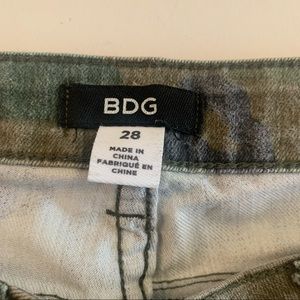 BDG
28
MADE IN
CHINA
FABRIQUÉ EN
CHINE